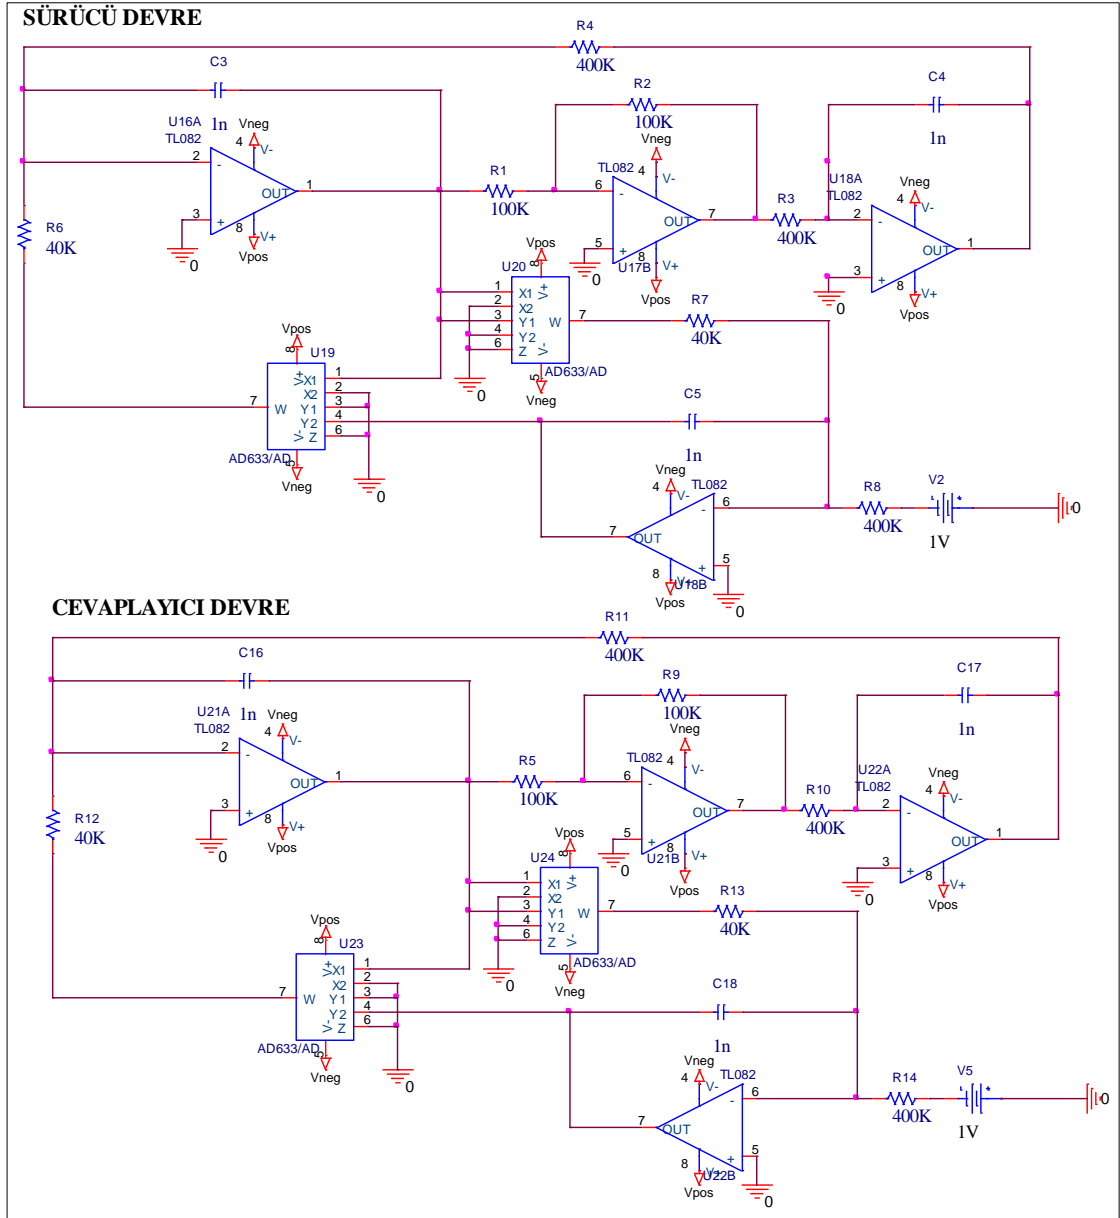 SÜRÜCÜ DEVRE
R4
400K
C3
1n
R2
100K
C4
1n
U16A
TL082
Vneg
4
V-
2
-
OUT
1
3
+
8
V+
Vpos
0
R6
40K
R1
100K
TL082
Vneg
4
V-
6
-
OUT
7
5
+
8
V+
U17B
Vpos
0
R3
400K
U18A
TL082
Vneg
4
V-
2
-
OUT
1
3
+
8
V+
Vpos
0
Vpos
8
U20
1
X1
V+
2
X2
3
Y1
W
7
4
Y2
6
Z
V-
AD633/AD
5
Vneg
0
R7
40K
Vpos
8
U19
V+
X1
1
X2
2
7
W
Y1
3
Y2
4
V-
Z
6
AD633/AD
5
Vneg
0
C5
1n
Vneg
TL082
4
V-
6
-
7
OUT
5
+
8
V+
U18B
Vpos
0
R8
400K
V2
1V
0
CEVAPLAYICI DEVRE
R11
400K
C16
1n
R9
100K
C17
1n
U21A
TL082
Vneg
4
V-
2
-
OUT
1
3
+
8
V+
Vpos
0
R12
40K
R5
100K
TL082
Vneg
4
V-
6
-
OUT
7
5
+
8
V+
U21B
Vpos
0
R10
400K
U22A
TL082
Vneg
4
V-
2
-
OUT
1
3
+
8
V+
Vpos
0
Vpos
8
U24
1
X1
V+
2
X2
3
Y1
W
7
4
Y2
6
Z
V-
AD633/AD
5
Vneg
0
R13
40K
Vpos
8
U23
V+
X1
1
X2
2
7
W
Y1
3
Y2
4
V-
Z
6
AD633/AD
5
Vneg
0
C18
1n
Vneg
TL082
4
V-
6
-
7
OUT
5
+
8
V+
U22B
Vpos
0
R14
400K
V5
1V
0